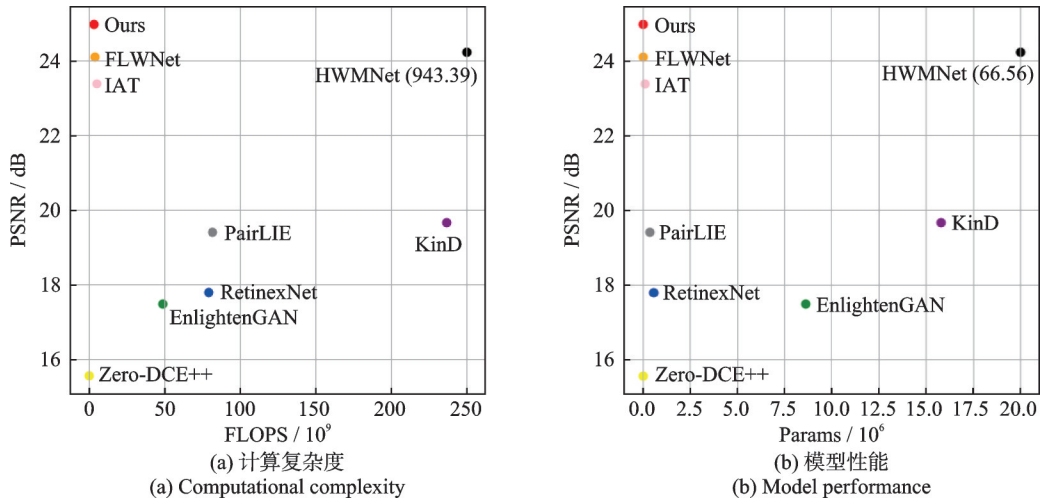 Ours
FLWNet
IAT
HWMNet (943.39)
PairLIE
KinD
RetinexNet
EnlightenGAN
Zero-DCE++
24
22
20
18
16
PSNR / dB
0
50
100
150
200
250
FLOPS / 10⁹
(a) 计算复杂度
(a) Computational complexity
Ours
FLWNet
IAT
HWMNet (66.56)
PairLIE
KinD
RetinexNet
EnlightenGAN
Zero-DCE++
24
22
20
18
16
PSNR / dB
0.0
2.5
5.0
7.5
10.0
12.5
15.0
17.5
20.0
Params / 10⁶
(b) 模型性能
(b) Model performance